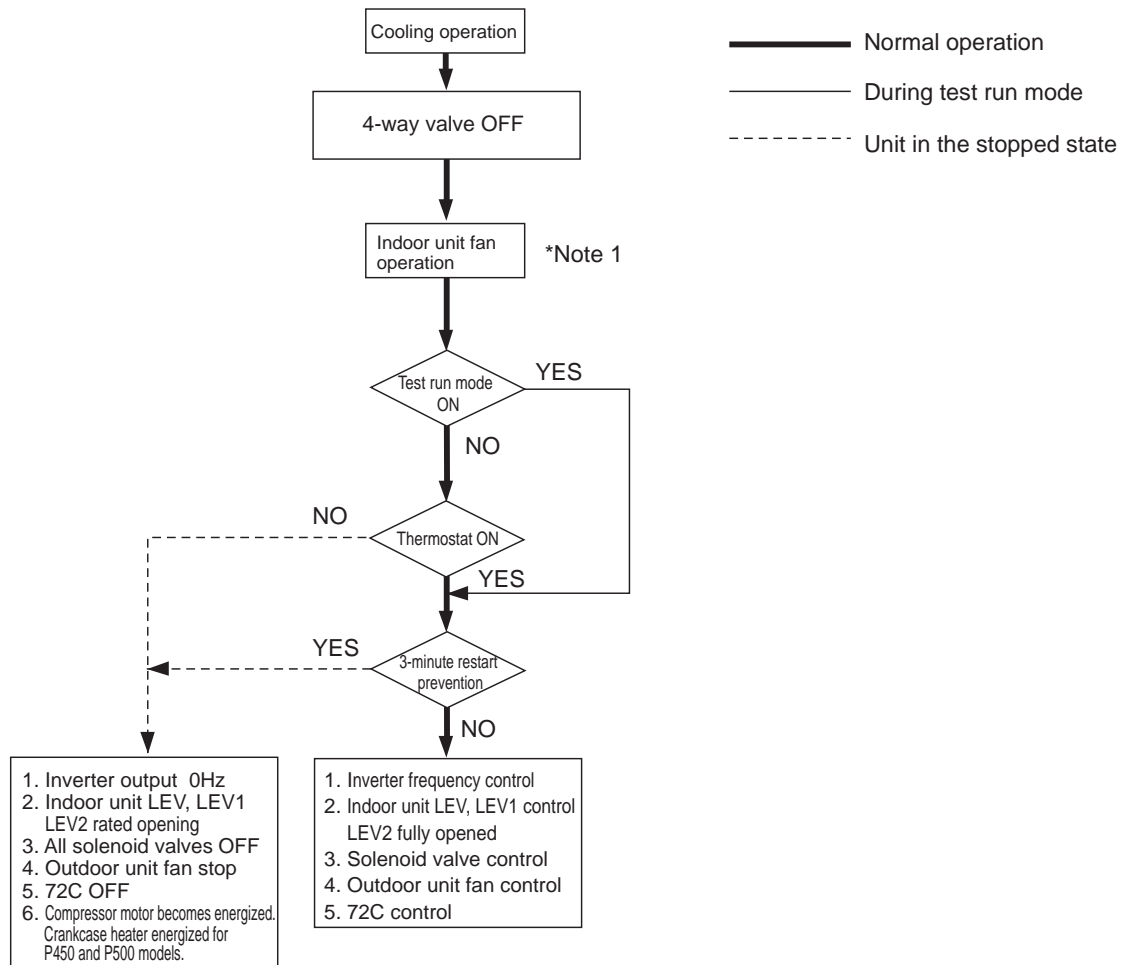 Cooling operation
Normal operation
During test run mode
4-way valve OFF
Unit in the stopped state
Indoor unit fan
operation
*Note 1
YES
Test run mode
ON
NO
NO
Thermostat ON
YES
YES
3-minute restart
prevention
NO
1. Inverter output 0Hz
2. Indoor unit LEV, LEV1
LEV2 rated opening
3. All solenoid valves OFF
4. Outdoor unit fan stop
5. 72C OFF
6. Compressor motor becomes energized.
Crankcase heater energized for
P450 and P500 models.
1. Inverter frequency control
2. Indoor unit LEV, LEV1 control
LEV2 fully opened
3. Solenoid valve control
4. Outdoor unit fan control
5. 72C control